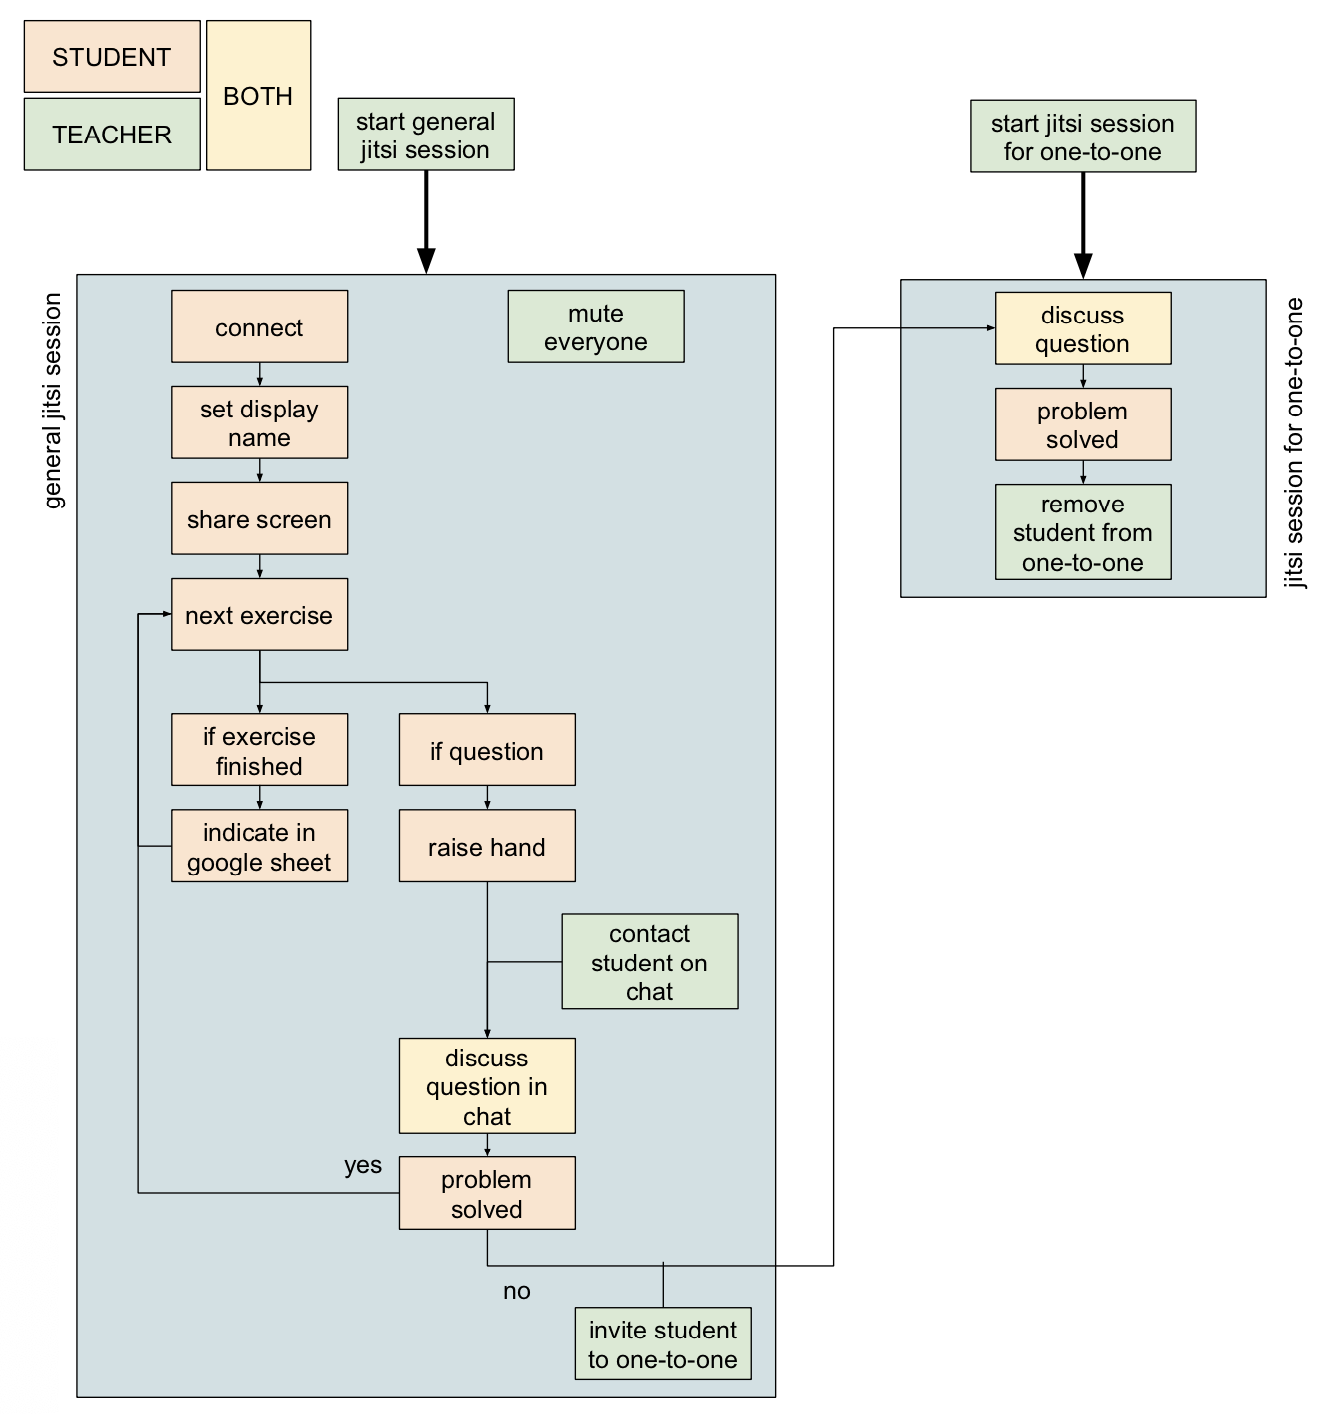 STUDENT
TEACHER
BOTH
start general
jitsi session
general jitsi session
connect
mute
everyone
set display
name
share screen
next exercise
if exercise
finished
indicate in
google sheet
if question
raise hand
contact
student on
chat
discuss
question in
chat
yes
problem
solved
no
invite student
to one-to-one
start jitsi session
for one-to-one
discuss
question
problem
solved
remove
student from
one-to-one
jitsi session for one-to-one